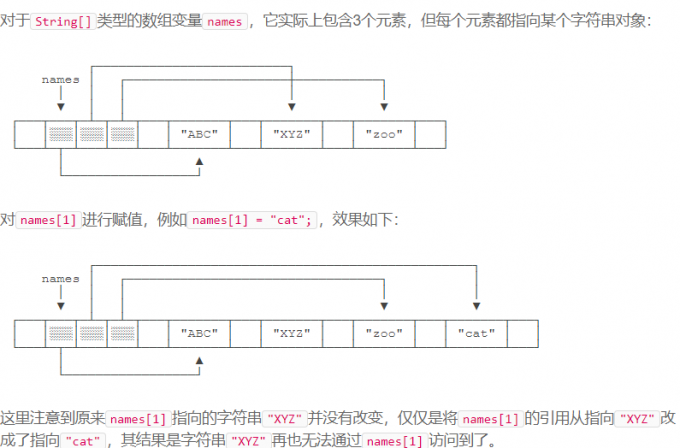 对于String[]类型的数组变量names，它实际上包含3个元素，但每个元素都指向某个字符串对象：
names
"ABC" "XYZ" "zoo"
对names[1]进行赋值，例如names[1] = "cat";，效果如下：
names
"ABC" "XYZ" "zoo" "cat"
这里注意到原来names[1]指向的字符串"XYZ"并没有改变，仅仅是将names[1]的引用从指向"XYZ"改
成了指向"cat"，其结果是字符串"XYZ"再也无法通过names[1]访问到了。